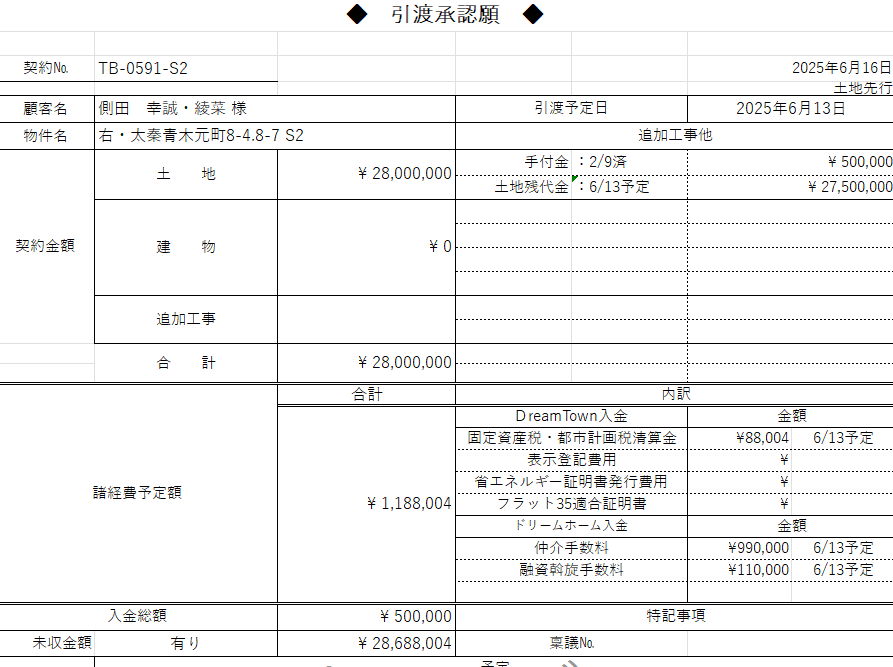 ◆ 引渡承認願 ◆
契約№ TB-0591-S2 2025年6月16日
土地先行
顧客名 側田 幸誠・綾菜 様 引渡予定日 2025年6月13日
物件名 右・太秦青木元町8-4.8-7 S2 追加工事他
契約金額
土 地 ¥ 28,000,000
手付金 : 2/9済 ¥ 500,000
土地残代金 : 6/13予定 ¥ 27,500,000
建 物 ¥ 0
追加工事
合 計 ¥ 28,000,000
合計 内訳
諸経費予定額 ¥ 1,188,004
DreamTown入金 金額
固定資産税・都市計画税清算金 ¥88,004 6/13予定
表示登記費用 ¥
省エネルギー証明書発行費用 ¥
フラット35適合証明書 ¥
ドリームホーム入金 金額
仲介手数料 ¥990,000 6/13予定
融資斡旋手数料 ¥110,000 6/13予定
入金総額 ¥ 500,000 特記事項
未収金額 有り ¥ 28,688,004 稟議№